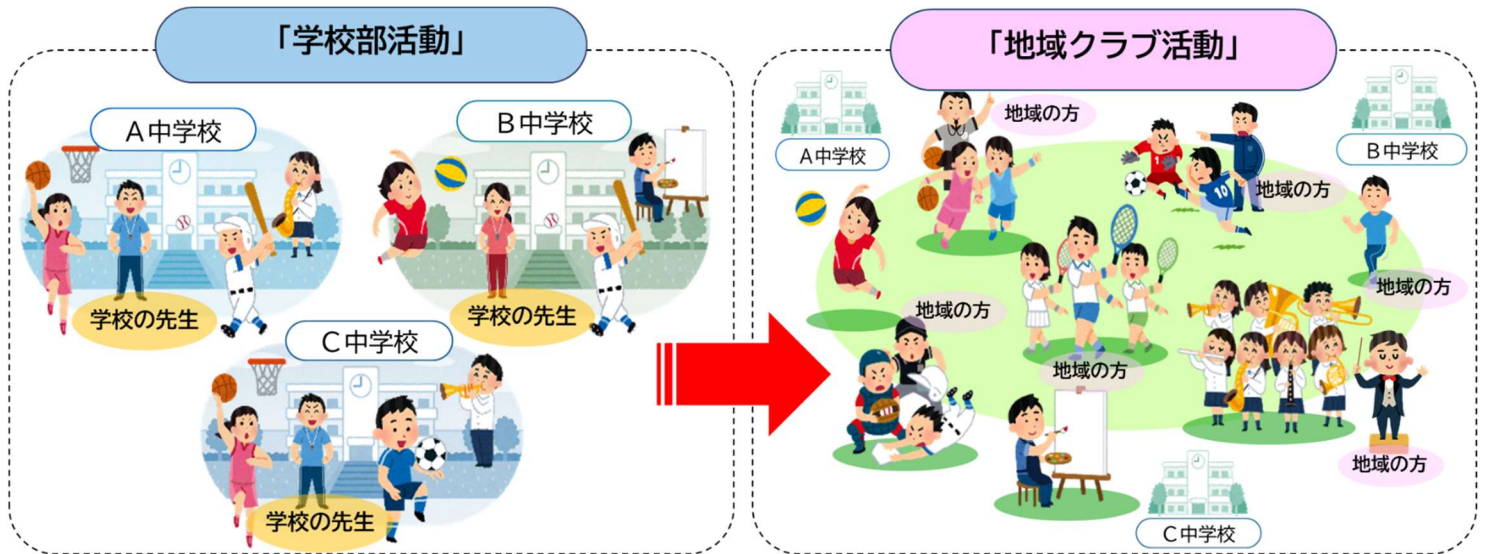 「学校部活動」
A中学校
B中学校
学校の先生
学校の先生
C中学校
学校の先生
「地域クラブ活動」
A中学校
地域の方
B中学校
地域の方
1
10
地域の方
地域の方
地域の方
地域の方
C中学校